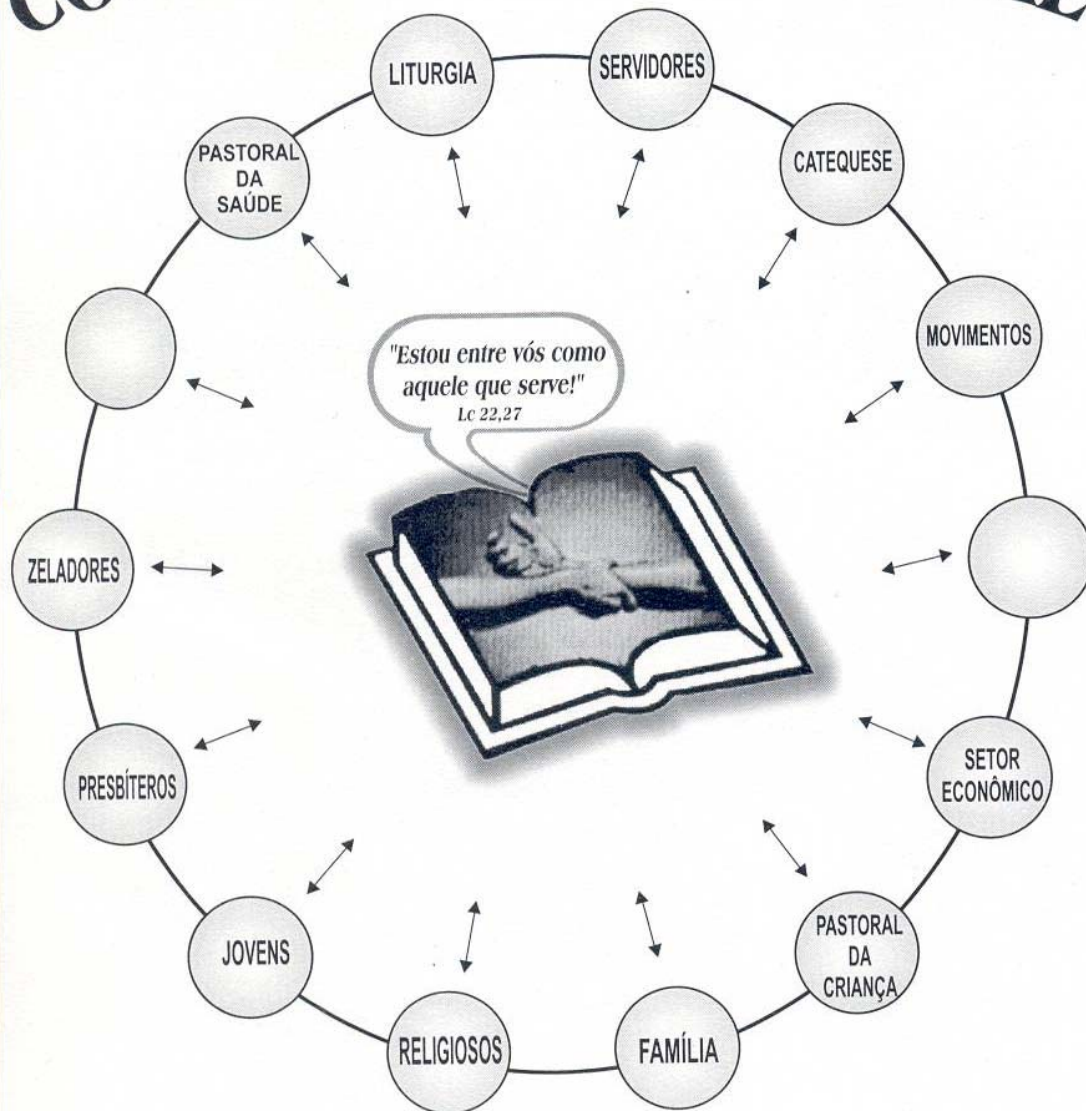 LITURGIA
SERVIDORES
CATEQUESE
MOVIMENTOS
SETOR
ECONÔMICO
PASTORAL
DA
CRIANÇA
FAMÍLIA
RELIGIOSOS
JOVENS
PRESBÍTEROS
ZELADORES
PASTORAL
DA
SAÚDE
"Estou entre vós como
aquele que serve!"
Lc 22,27